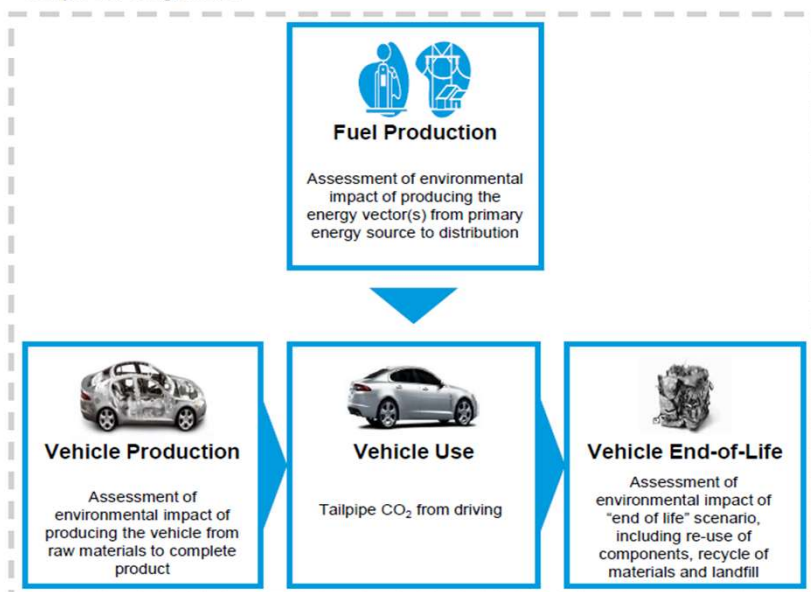 Fuel Production
Assessment of environmental
impact of producing the
energy vector(s) from primary
energy source to distribution
Vehicle Production
Assessment of
environmental impact of
producing the vehicle from
raw materials to complete
product
Vehicle Use
Tailpipe CO₂ from driving
Vehicle End-of-Life
Assessment of
environmental impact of
“end of life” scenario,
including re-use of
components, recycle of
materials and landfill